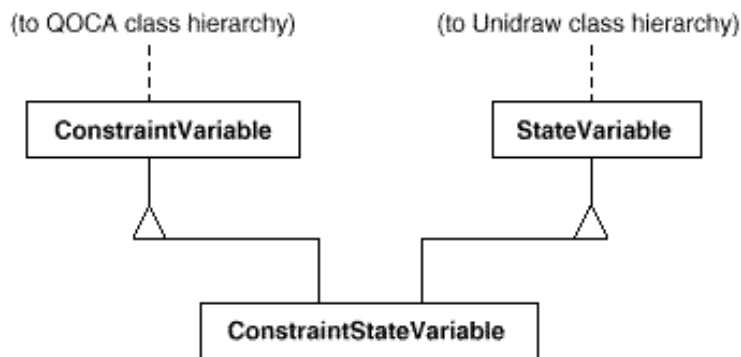 (to QOCA class hierarchy)
(to Unidraw class hierarchy)
ConstraintVariable
StateVariable
ConstraintStateVariable